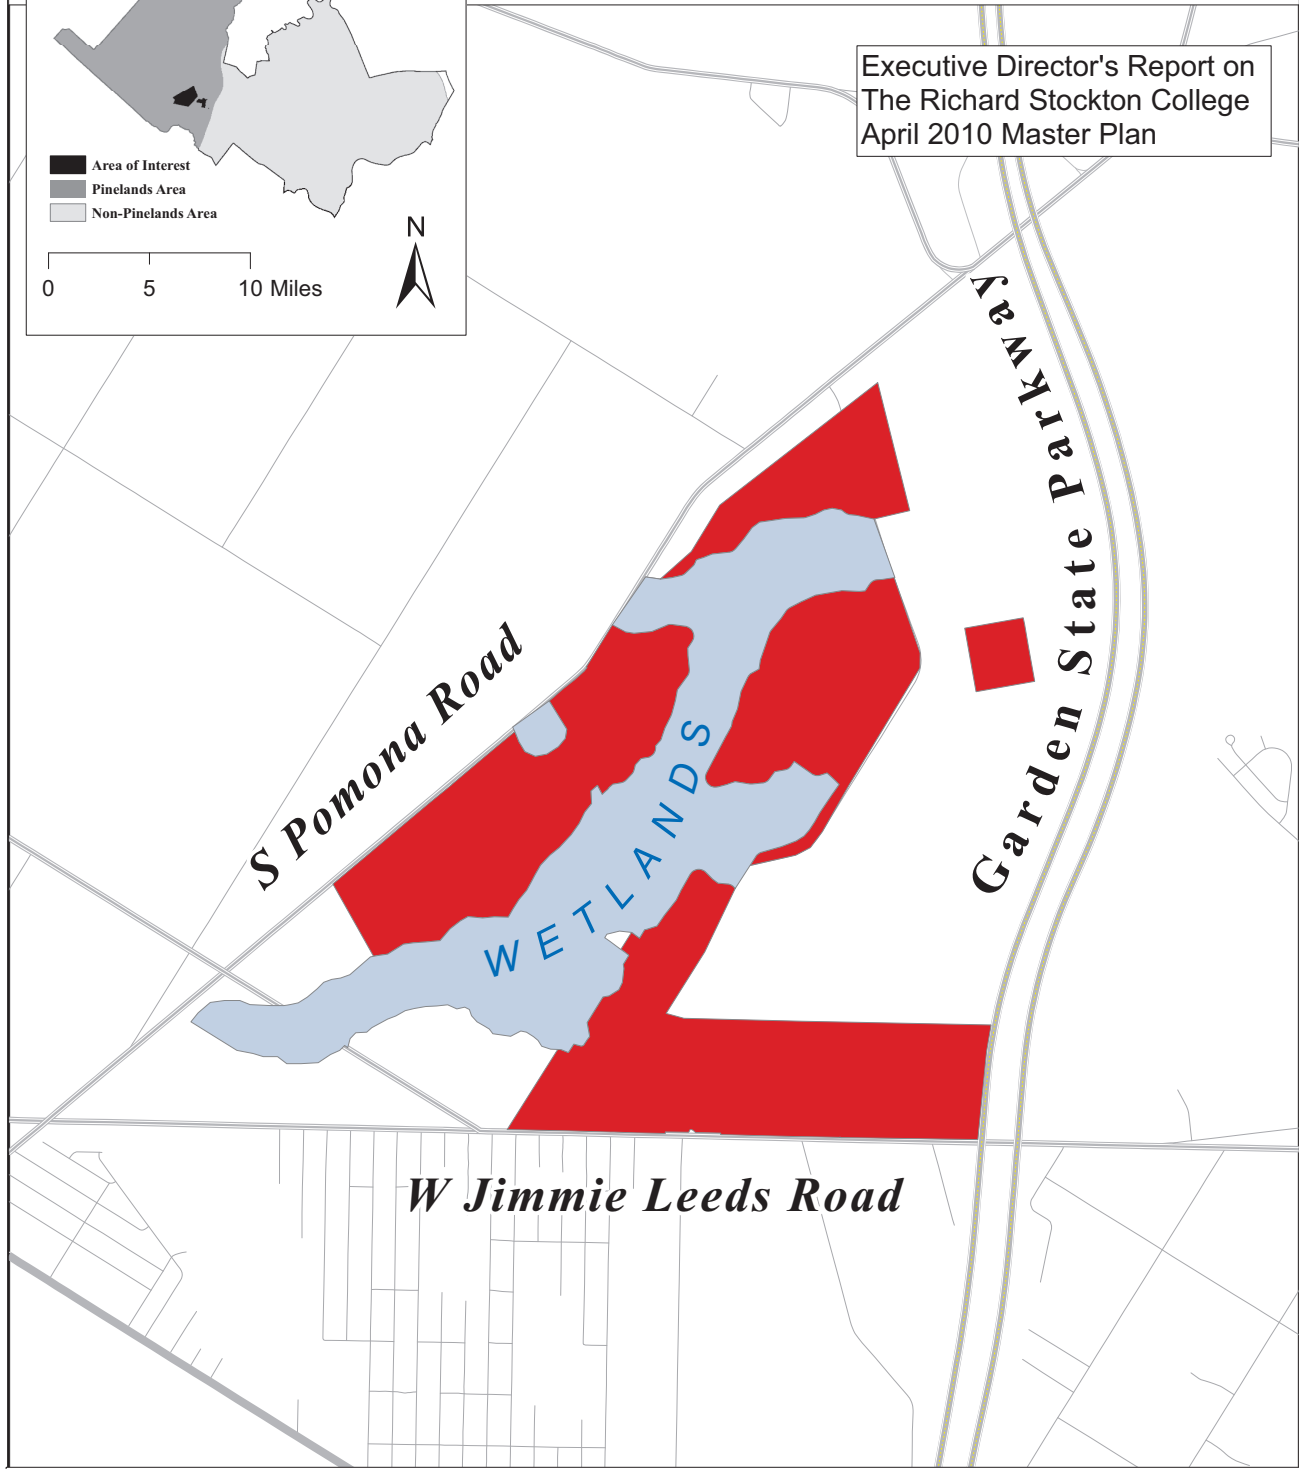 Executive Director's Report on
The Richard Stockton College
April 2010 Master Plan
Area of Interest
Pinelands Area
Non-Pinelands Area
N
0 5 10 Miles
Garden State Parkway
S Pomona Road
WETLANDS
W Jimmie Leeds Road